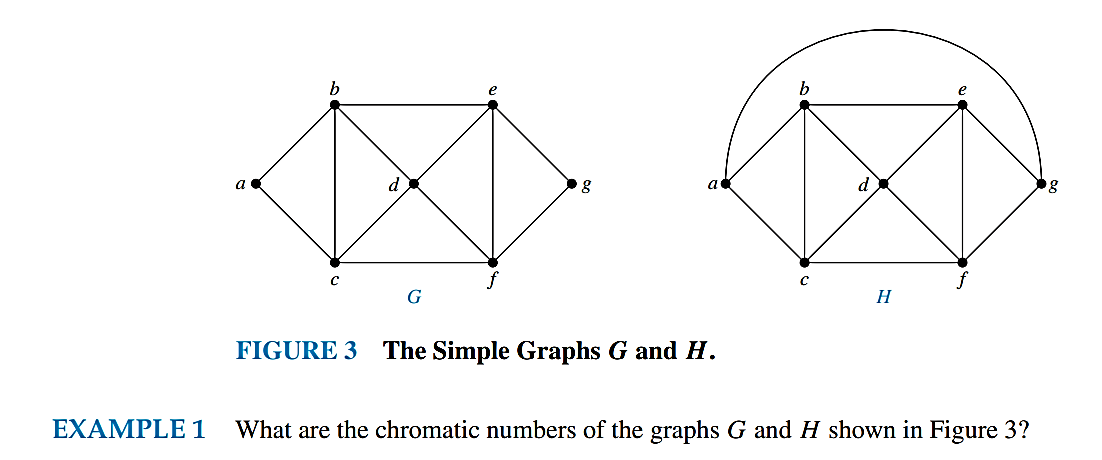 b e b e
a d g a d g
c f c f
G H
FIGURE 3 The Simple Graphs G and H.
EXAMPLE 1 What are the chromatic numbers of the graphs G and H shown in Figure 3?